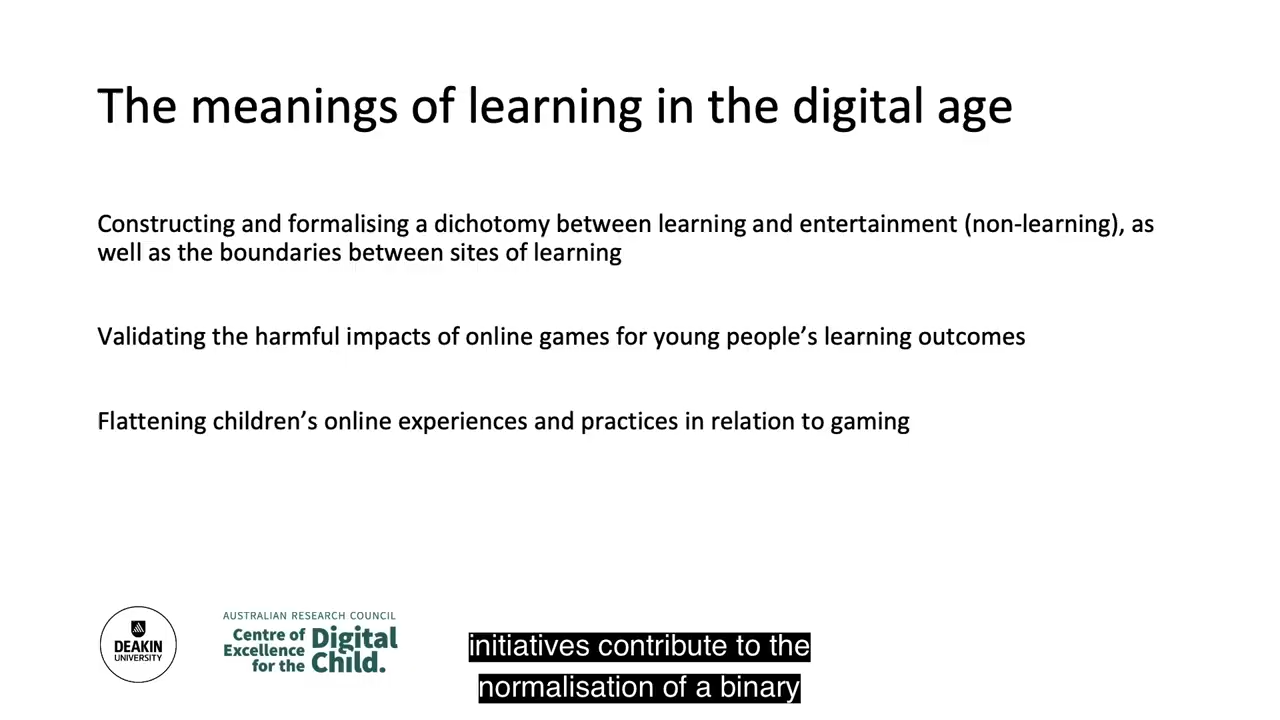 The meanings of learning in the digital age
Constructing and formalising a dichotomy between learning and entertainment (non-learning), as
well as the boundaries between sites of learning
Validating the harmful impacts of online games for young people’s learning outcomes
Flattening children’s online experiences and practices in relation to gaming
DEAKIN
UNIVERSITY
AUSTRALIAN RESEARCH COUNCIL
Centre of
Excellence
for the
Digital
Child.
initiatives contribute to the
normalisation of a binary